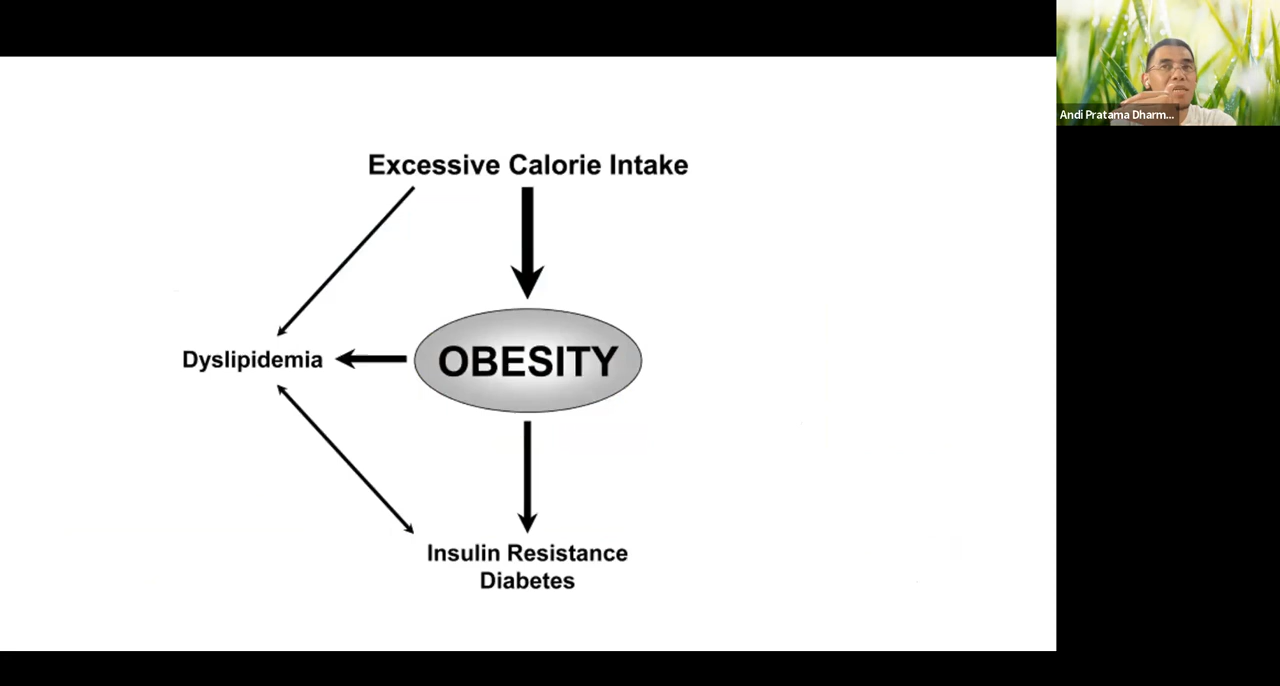 Excessive Calorie Intake
Andi Pratama Dharm...
Dyslipidemia
OBESITY
Insulin Resistance
Diabetes